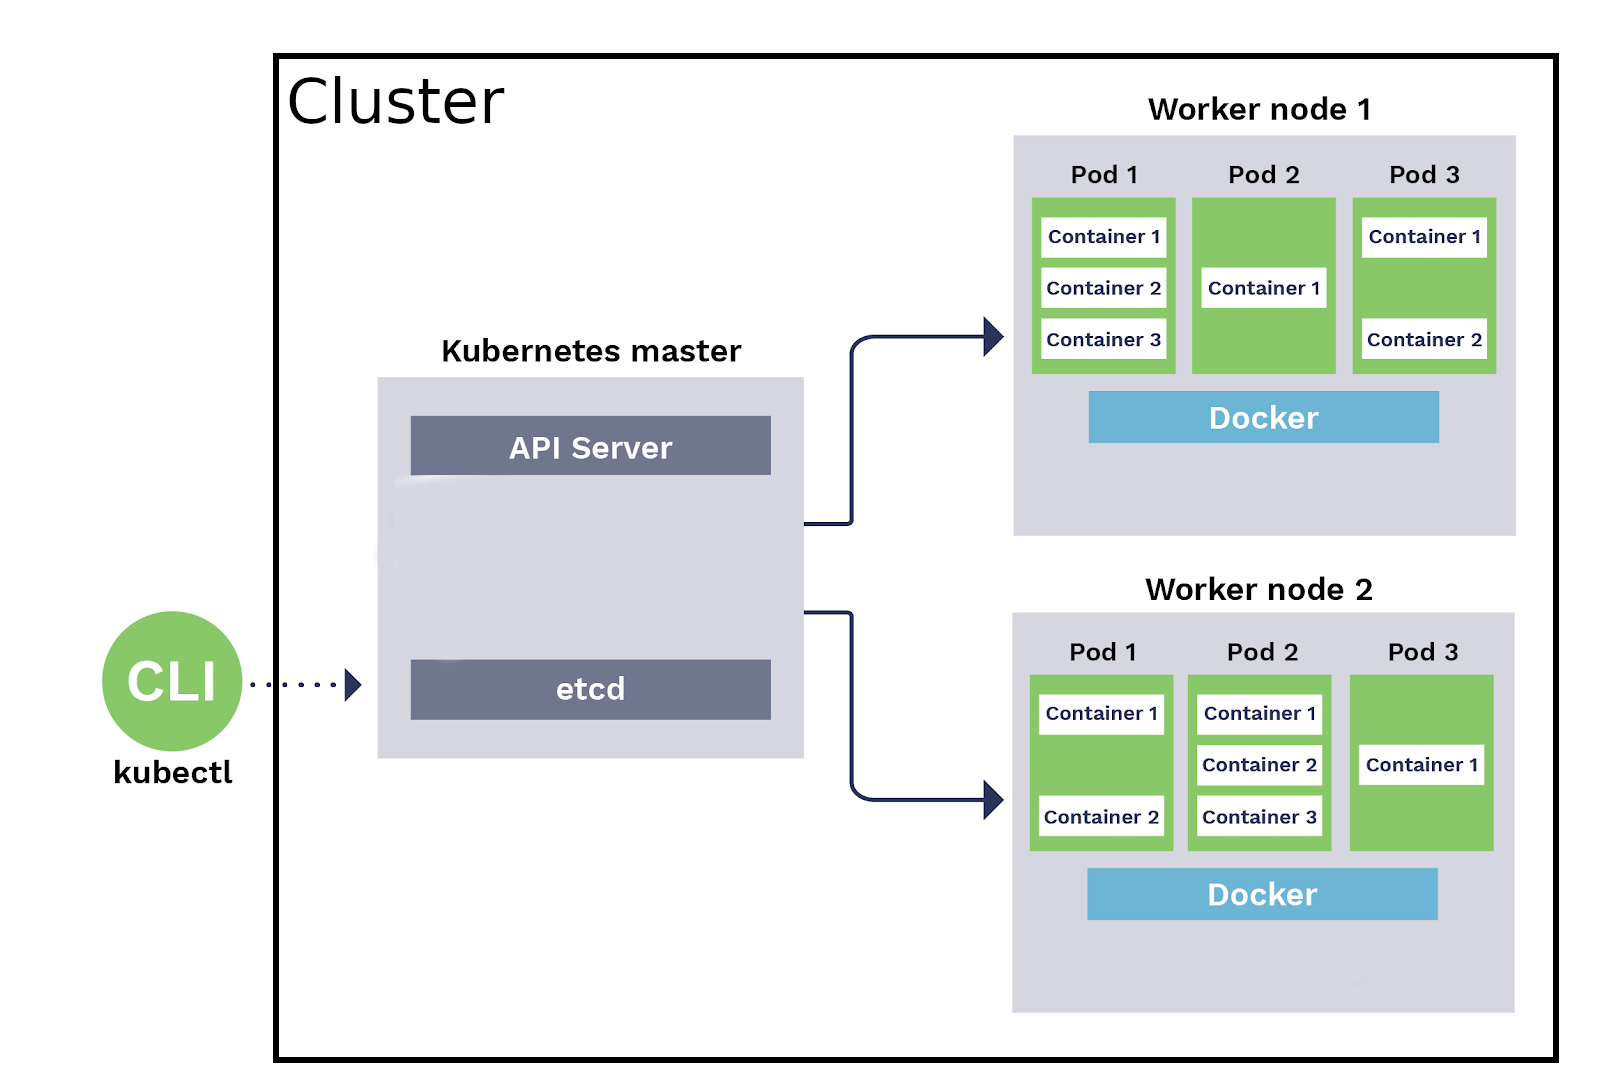 Cluster
Worker node 1
Pod 1
Pod 2
Pod 3
Container 1
Container 2
Container 3
Container 1
Container 1
Container 2
Docker
Kubernetes master
API Server
etcd
CLI
kubectl
Worker node 2
Pod 1
Pod 2
Pod 3
Container 1
Container 2
Container 1
Container 2
Container 3
Container 1
Docker